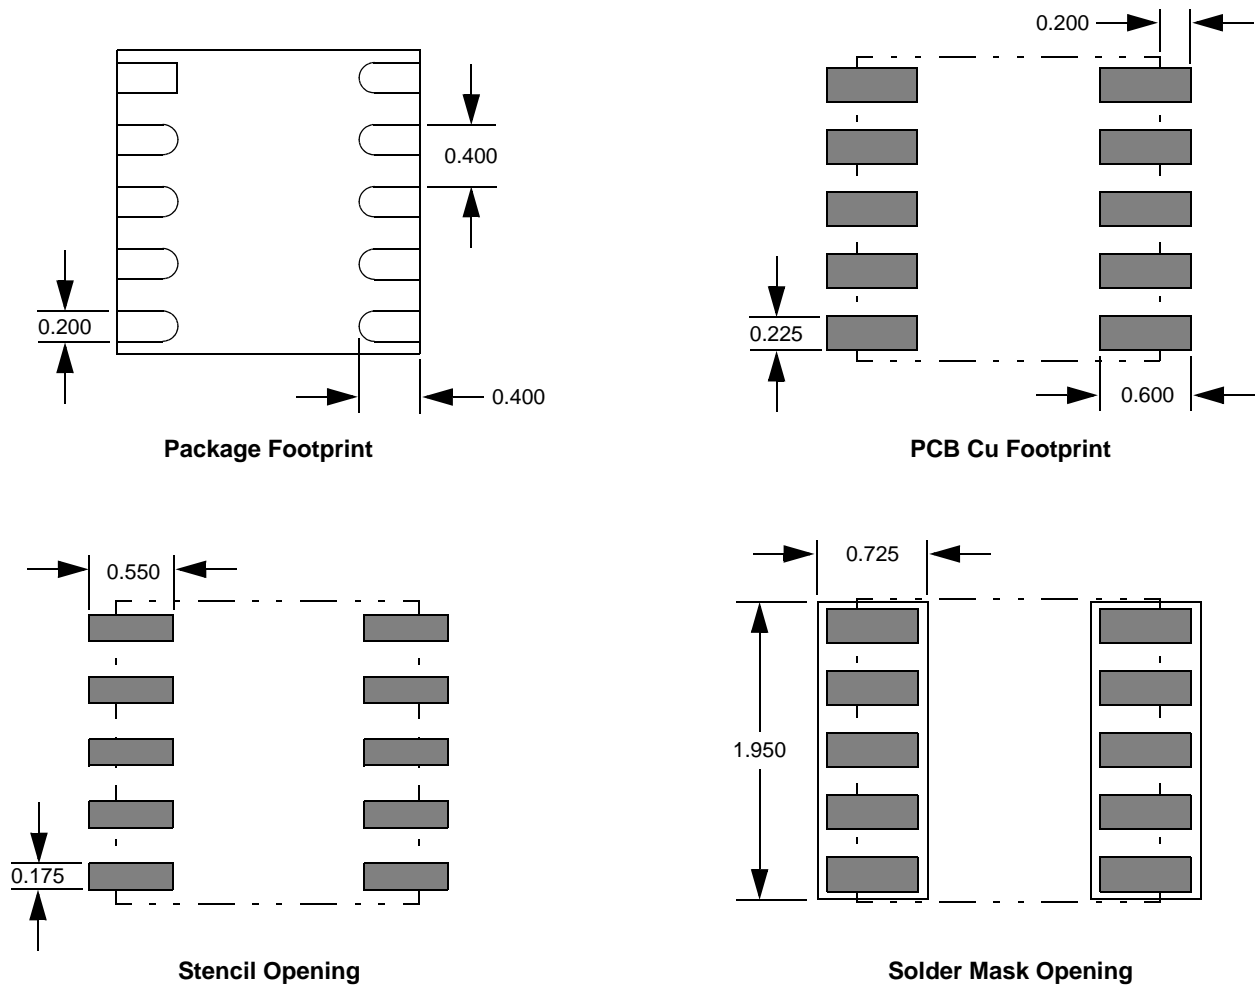 0.400
0.200
0.400
Package Footprint
0.200
0.225
0.600
PCB Cu Footprint
0.550
0.175
Stencil Opening
0.725
1.950
Solder Mask Opening